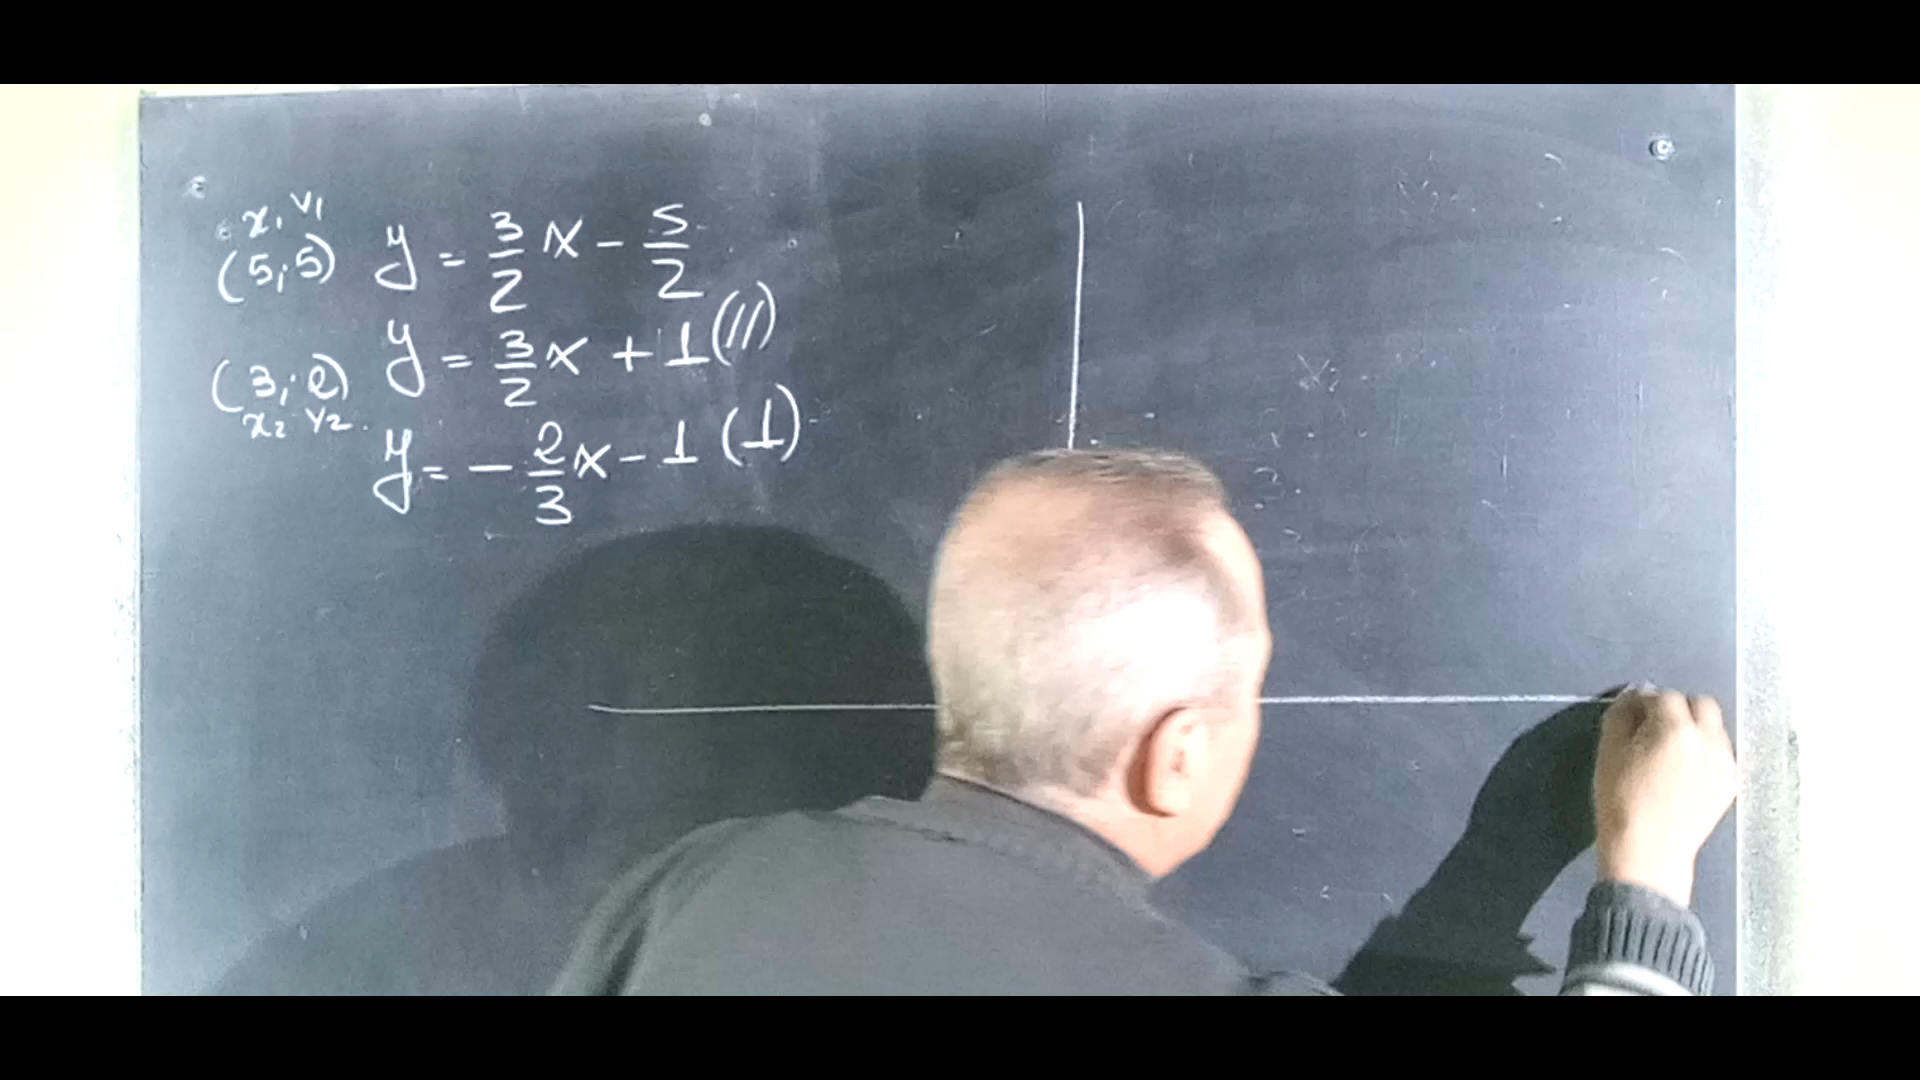 x₁ y₁
(5; 5) y = 3/2 x - 5/2
y = 3/2 x + 1 (//)
(3; 2)
x₂ y₂
y = - 2/3 x - 1 (⊥)